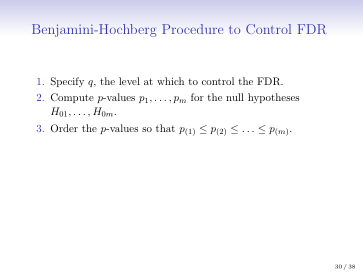 Benjamini-Hochberg Procedure to Control FDR
1. Specify q, the level at which to control the FDR.
2. Compute p-values p₁, . . . , pₘ for the null hypotheses
H₀₁, . . . , H₀ₘ.
3. Order the p-values so that p₍₁₎ ≤ p₍₂₎ ≤ . . . ≤ p₍ₘ₎.
30 / 38